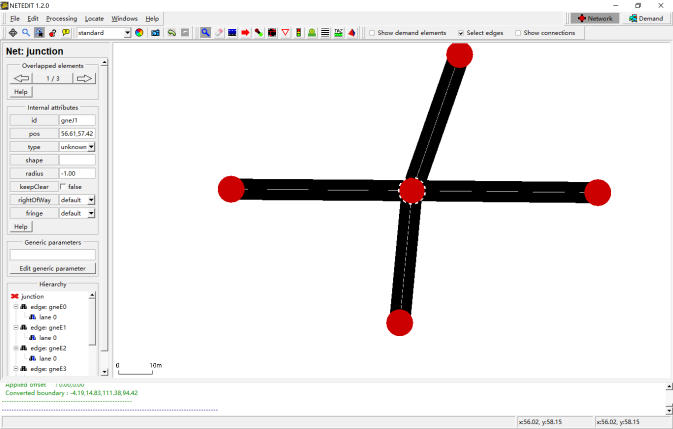 NETEDIT 1.2.0
File Edit Processing Locate Windows Help Network Demand
standard Show demand elements Select edges Show connections
Net: junction
Overlapped elements
1 / 3
Help
Internal attributes
id gneJ1
pos 56.61,57.42
type unknown
shape
radius -1.00
keepClear false
rightOfWay default
fringe default
Help
Generic parameters
Edit generic parameter
Hierarchy
junction
edge: gneE0
lane 0
edge: gneE1
lane 0
edge: gneE2
lane 0
edge: gneE3
0 10m
Applied offset : 0.00,0.00
Converted boundary : -4.19,14.83,111.38,94.42
x:56.02, y:58.15 x:56.02, y:58.15